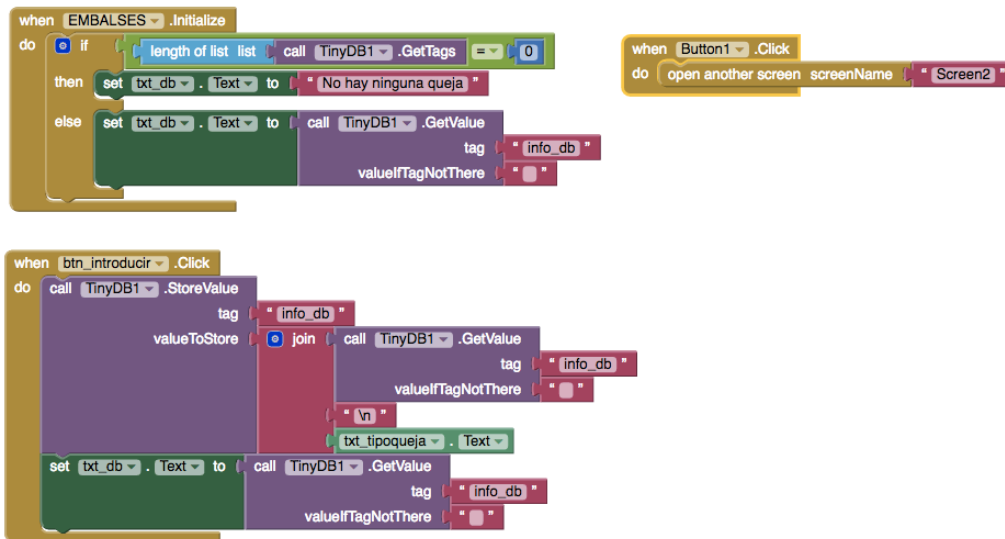 when EMBALSES .Initialize
do if length of list list call TinyDB1 .GetTags = 0
then set txt_db . Text to " No hay ninguna queja "
else set txt_db . Text to call TinyDB1 .GetValue
tag " info_db "
valueIfTagNotThere " "
when Button1 .Click
do open another screen screenName " Screen2 "
when btn_introducir .Click
do call TinyDB1 .StoreValue
tag " info_db "
valueToStore join call TinyDB1 .GetValue
tag " info_db "
valueIfTagNotThere " "
" \n "
txt_tipoqueja . Text
set txt_db . Text to call TinyDB1 .GetValue
tag " info_db "
valueIfTagNotThere " "